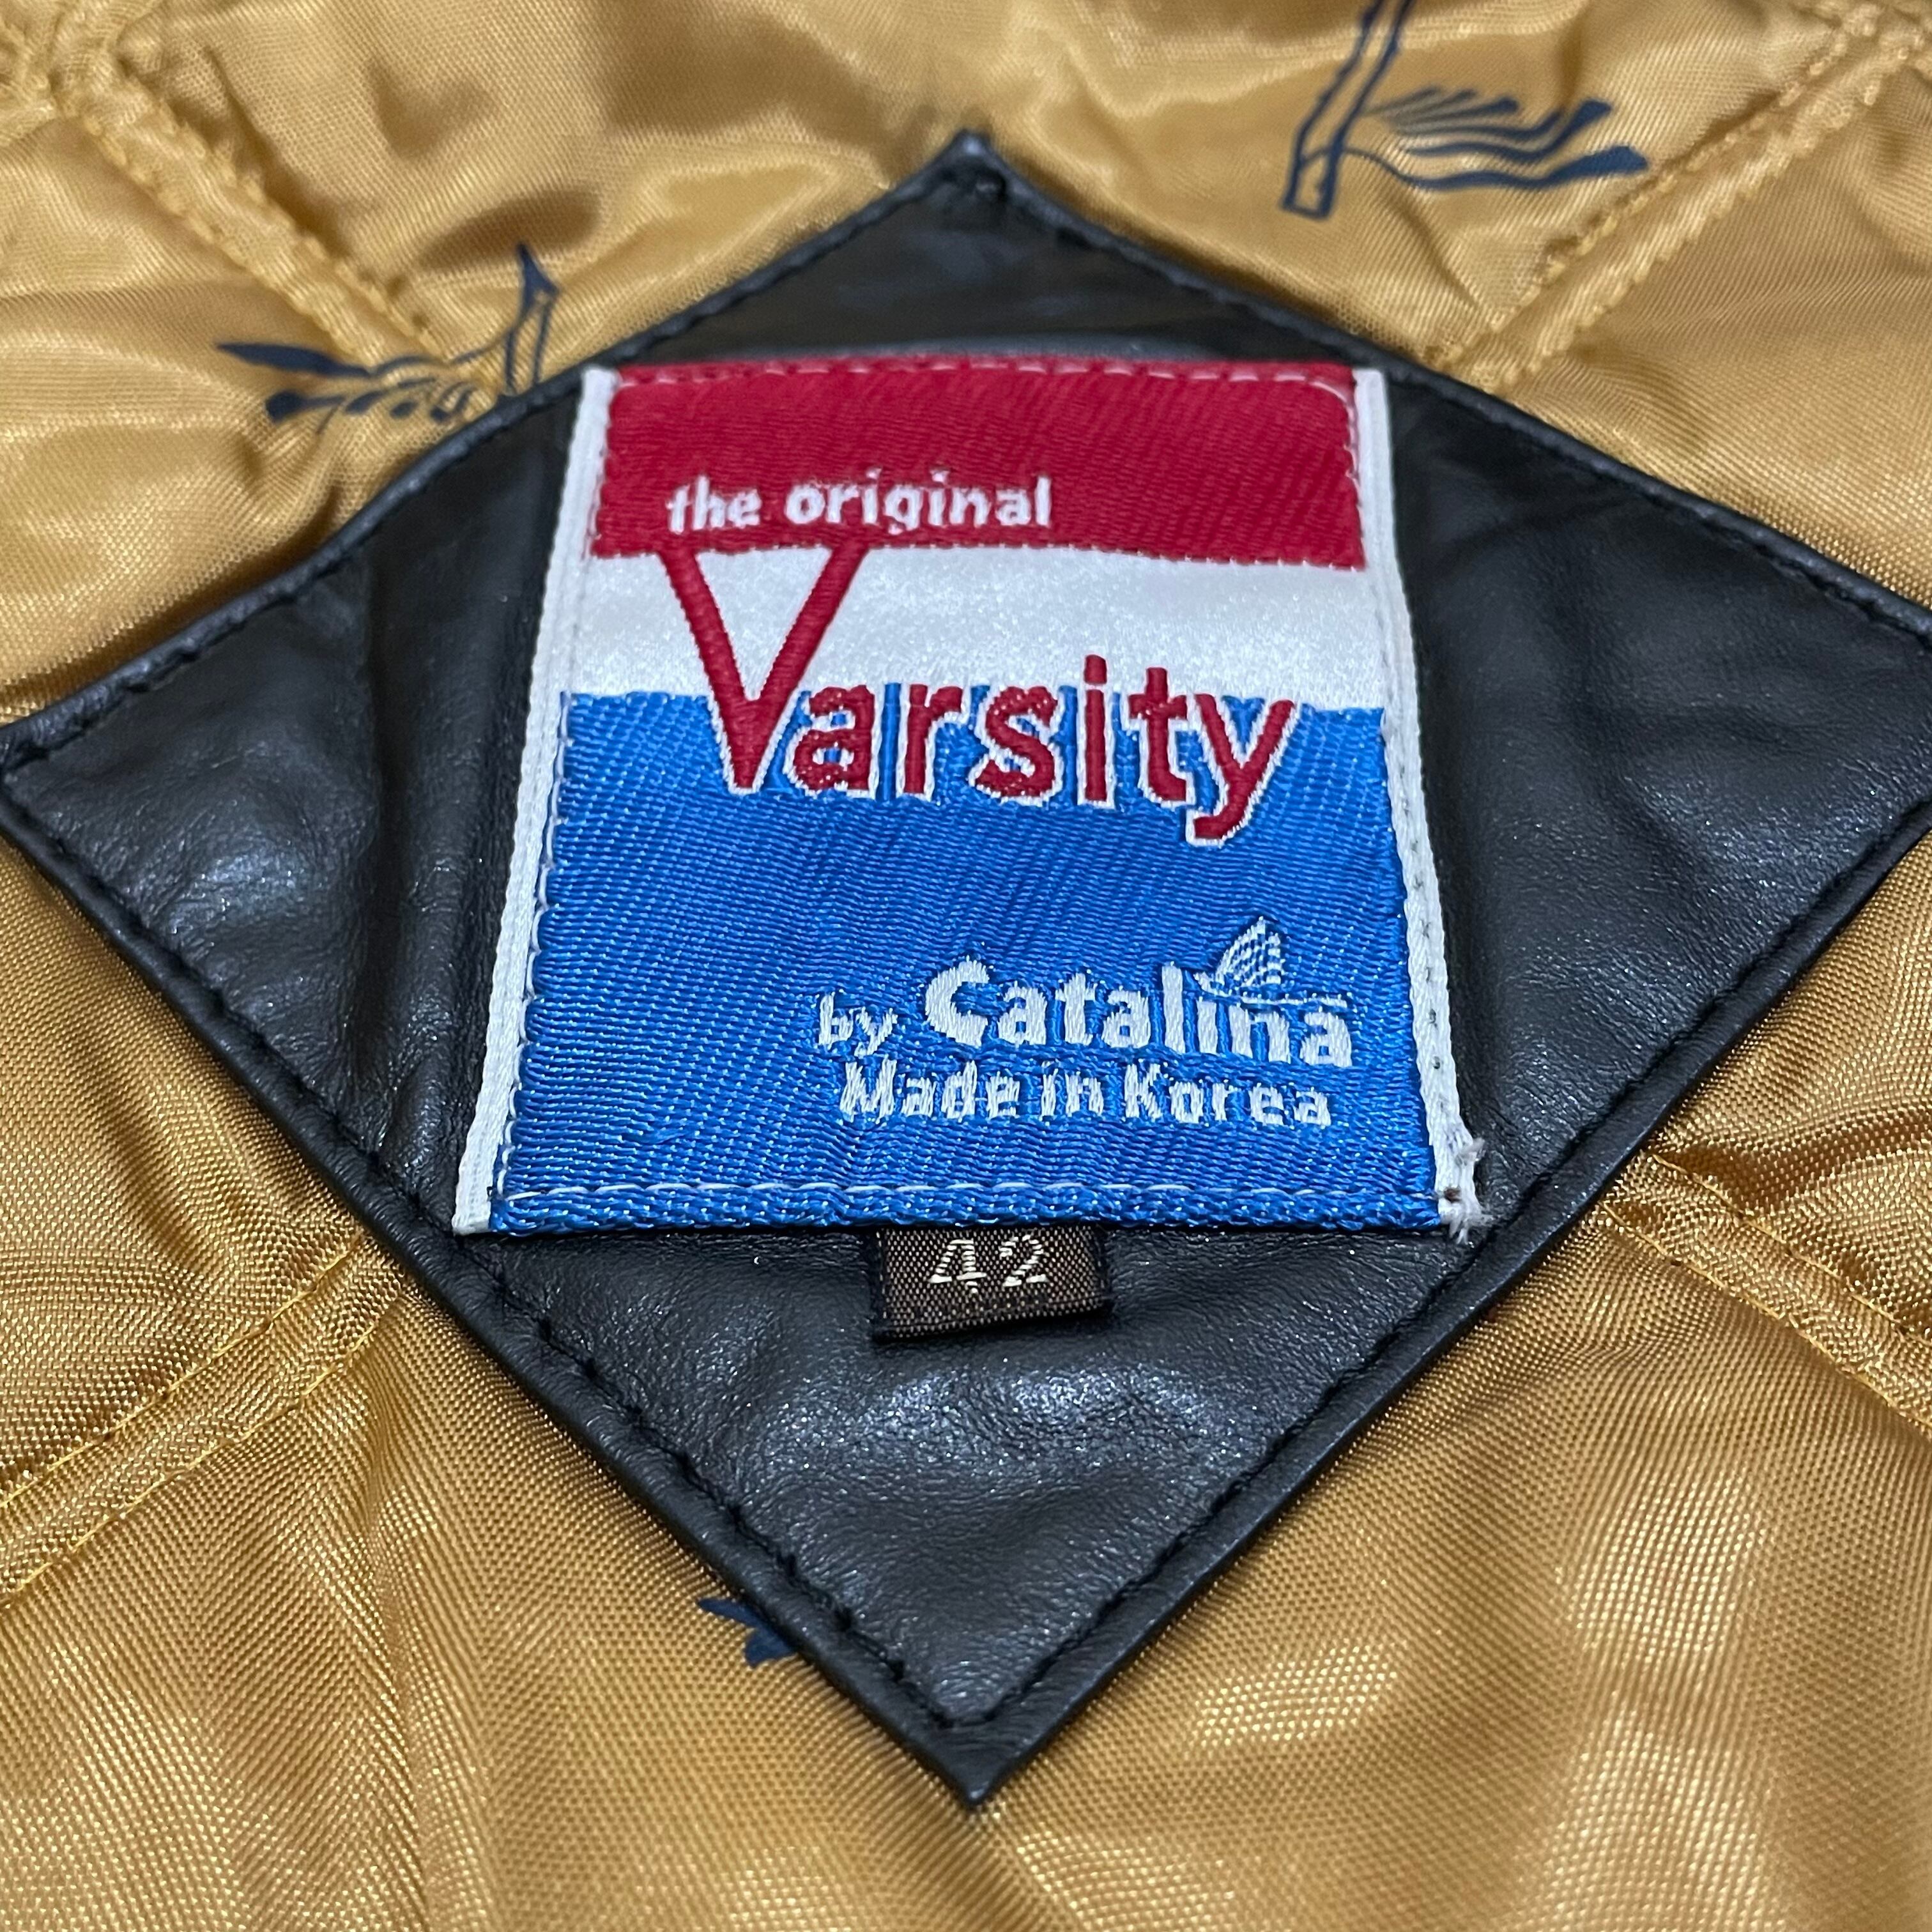 the original
Varsity
by Catalina
Made in Korea
42